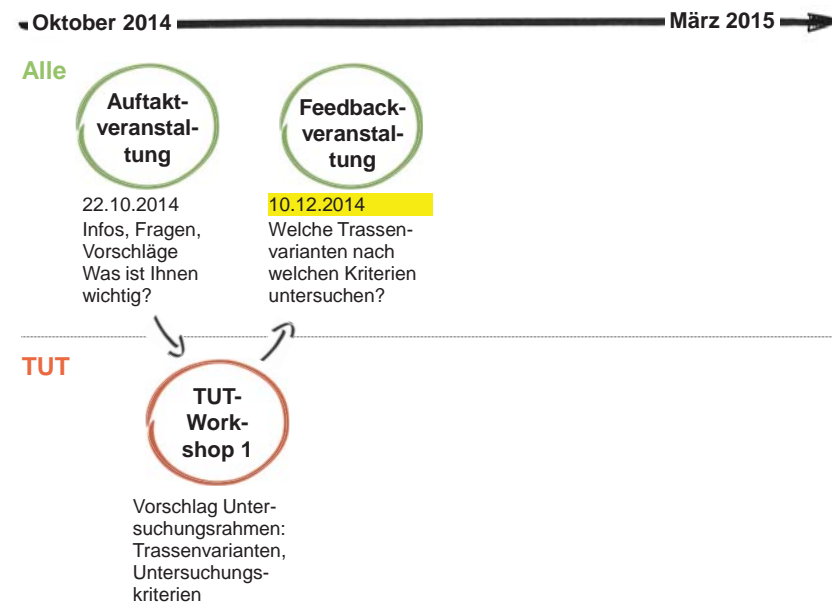 Oktober 2014
März 2015
Alle
Auftakt-
veranstal-
tung
22.10.2014
Infos, Fragen,
Vorschläge
Was ist Ihnen
wichtig?
Feedback-
veranstal-
tung
10.12.2014
Welche Trassen-
varianten nach
welchen Kriterien
untersuchen?
TUT
TUT-
Work-
shop 1
Vorschlag Unter-
suchungsrahmen:
Trassenvarianten,
Untersuchungs-
kriterien